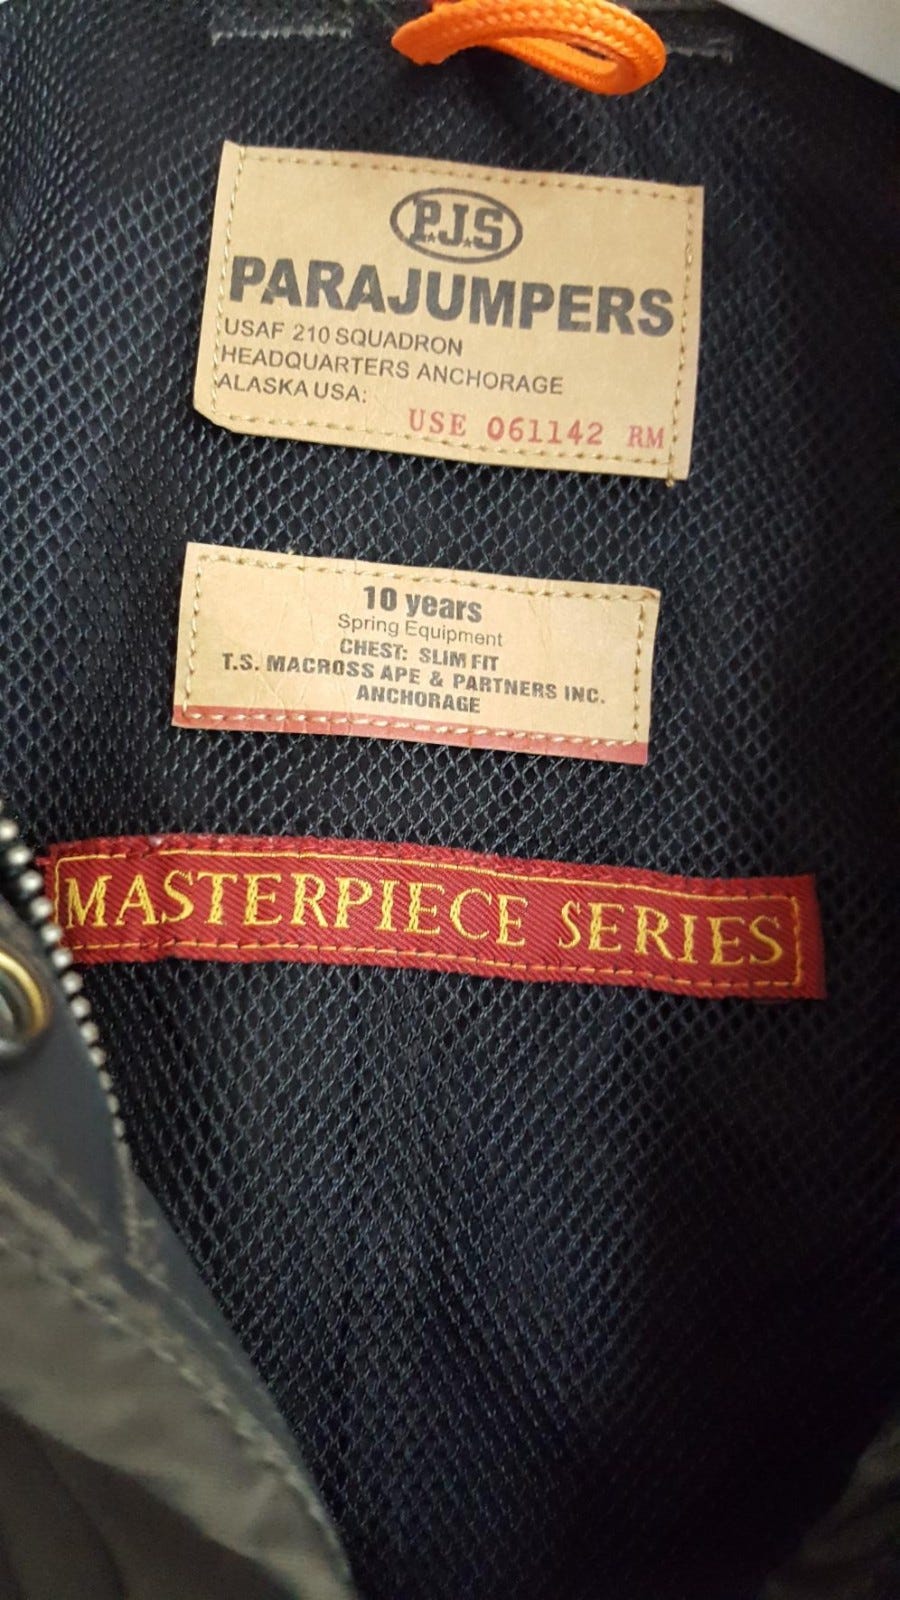 P.J.S
PARAJUMPERS
USAF 210 SQUADRON
HEADQUARTERS ANCHORAGE
ALASKA USA:
USE 061142 RM
10 years
Spring Equipment
CHEST: SLIM FIT
T.S. MACROSS APE & PARTNERS INC.
ANCHORAGE
MASTERPIECE SERIES